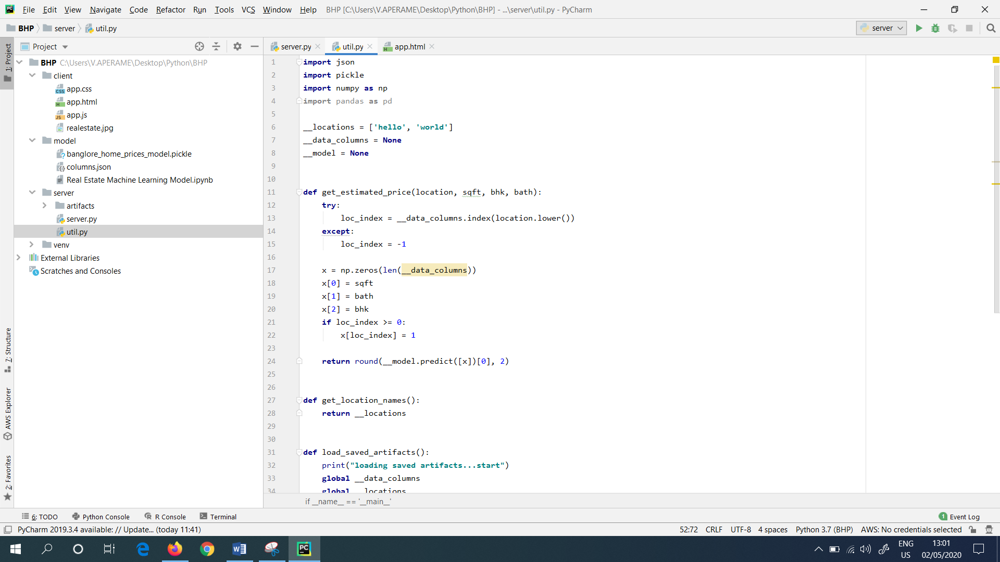 File Edit View Navigate Code Refactor Run Tools VCS Window Help BHP [C:\Users\V.APERAME\Desktop\Python\BHP] - ...\server\util.py - PyCharm
BHP server util.py server
1: Project
Project
server.py util.py app.html
BHP C:\Users\V.APERAME\Desktop\Python\BHP
client
app.css
app.html
app.js
realestate.jpg
model
banglore_home_prices_model.pickle
columns.json
Real Estate Machine Learning Model.ipynb
server
artifacts
server.py
util.py
venv
External Libraries
Scratches and Consoles
7: Structure
AWS Explorer
2: Favorites
1 import json
2 import pickle
3 import numpy as np
4 import pandas as pd
5
6 __locations = ['hello', 'world']
7 __data_columns = None
8 __model = None
9
10
11 def get_estimated_price(location, sqft, bhk, bath):
12     try:
13         loc_index = __data_columns.index(location.lower())
14     except:
15         loc_index = -1
16
17     x = np.zeros(len(__data_columns))
18     x[0] = sqft
19     x[1] = bath
20     x[2] = bhk
21     if loc_index >= 0:
22         x[loc_index] = 1
23
24     return round(__model.predict([x])[0], 2)
25
26
27 def get_location_names():
28     return __locations
29
30
31 def load_saved_artifacts():
32     print("loading saved artifacts...start")
33     global __data_columns
34     global __locations
if __name__ == '__main__'
6: TODO Python Console R Console Terminal 1 Event Log
PyCharm 2019.3.4 available: // Update... (today 11:41) 52:72 CRLF UTF-8 4 spaces Python 3.7 (BHP) AWS: No credentials selected
ENG 13:01
US 02/05/2020